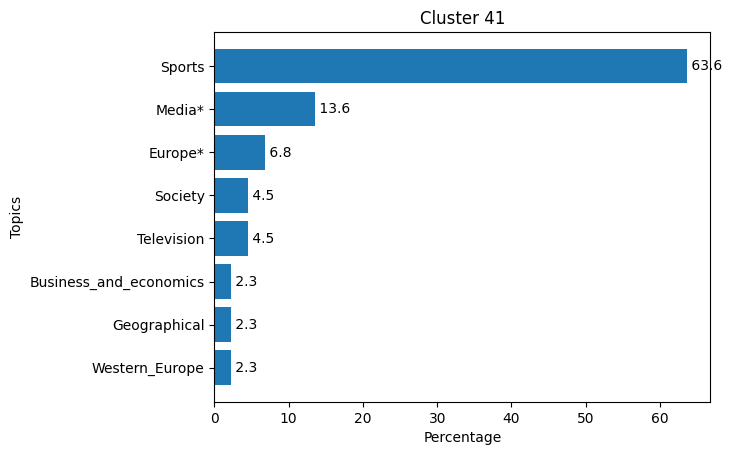 Cluster 41
Topics
Sports 63.6
Media* 13.6
Europe* 6.8
Society 4.5
Television 4.5
Business_and_economics 2.3
Geographical 2.3
Western_Europe 2.3
0 10 20 30 40 50 60
Percentage